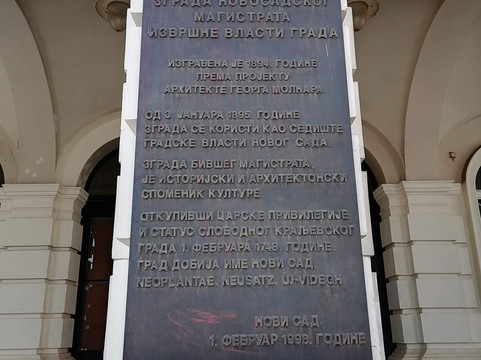 ЗГРАДА НОВОСАДСКОГ
МАГИСТРАТА
ИЗВРШНЕ ВЛАСТИ ГРАДА
ИЗГРАЂЕНА ЈЕ 1894. ГОДИНЕ
ПРЕМА ПРОЈЕКТУ
АРХИТЕКТЕ ГЕОРГА МОЛНАРА.
ОД 3. ЈАНУАРА 1895. ГОДИНЕ
ЗГРАДА СЕ КОРИСТИ КАО СЕДИШТЕ
ГРАДСКЕ ВЛАСТИ НОВОГ САДА.
ЗГРАДА БИВШЕГ МАГИСТРАТА,
ЈЕ ИСТОРИЈСКИ И АРХИТЕКТОНСКИ
СПОМЕНИК КУЛТУРЕ.
ОТКУПИВШИ ЦАРСКЕ ПРИВИЛЕГИЈЕ
И СТАТУС СЛОБОДНОГ КРАЉЕВСКОГ
ГРАДА 1. ФЕБРУАРА 1748. ГОДИНЕ,
ГРАД ДОБИЈА ИМЕ НОВИ САД,
NEOPLANTAE, NEUSATZ, ÚJ-VIDEGH.
НОВИ САД
1. ФЕБРУАР 1998. ГОДИНЕ